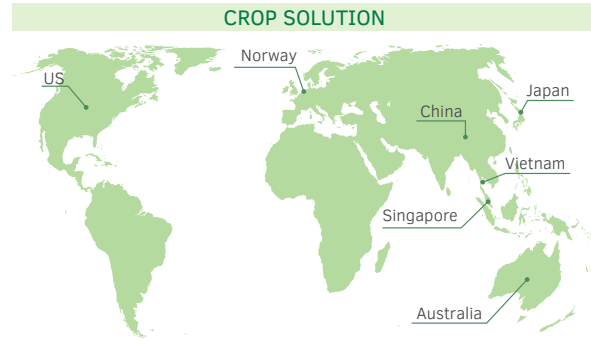 CROP SOLUTION
Norway
US
Japan
China
Vietnam
Singapore
Australia